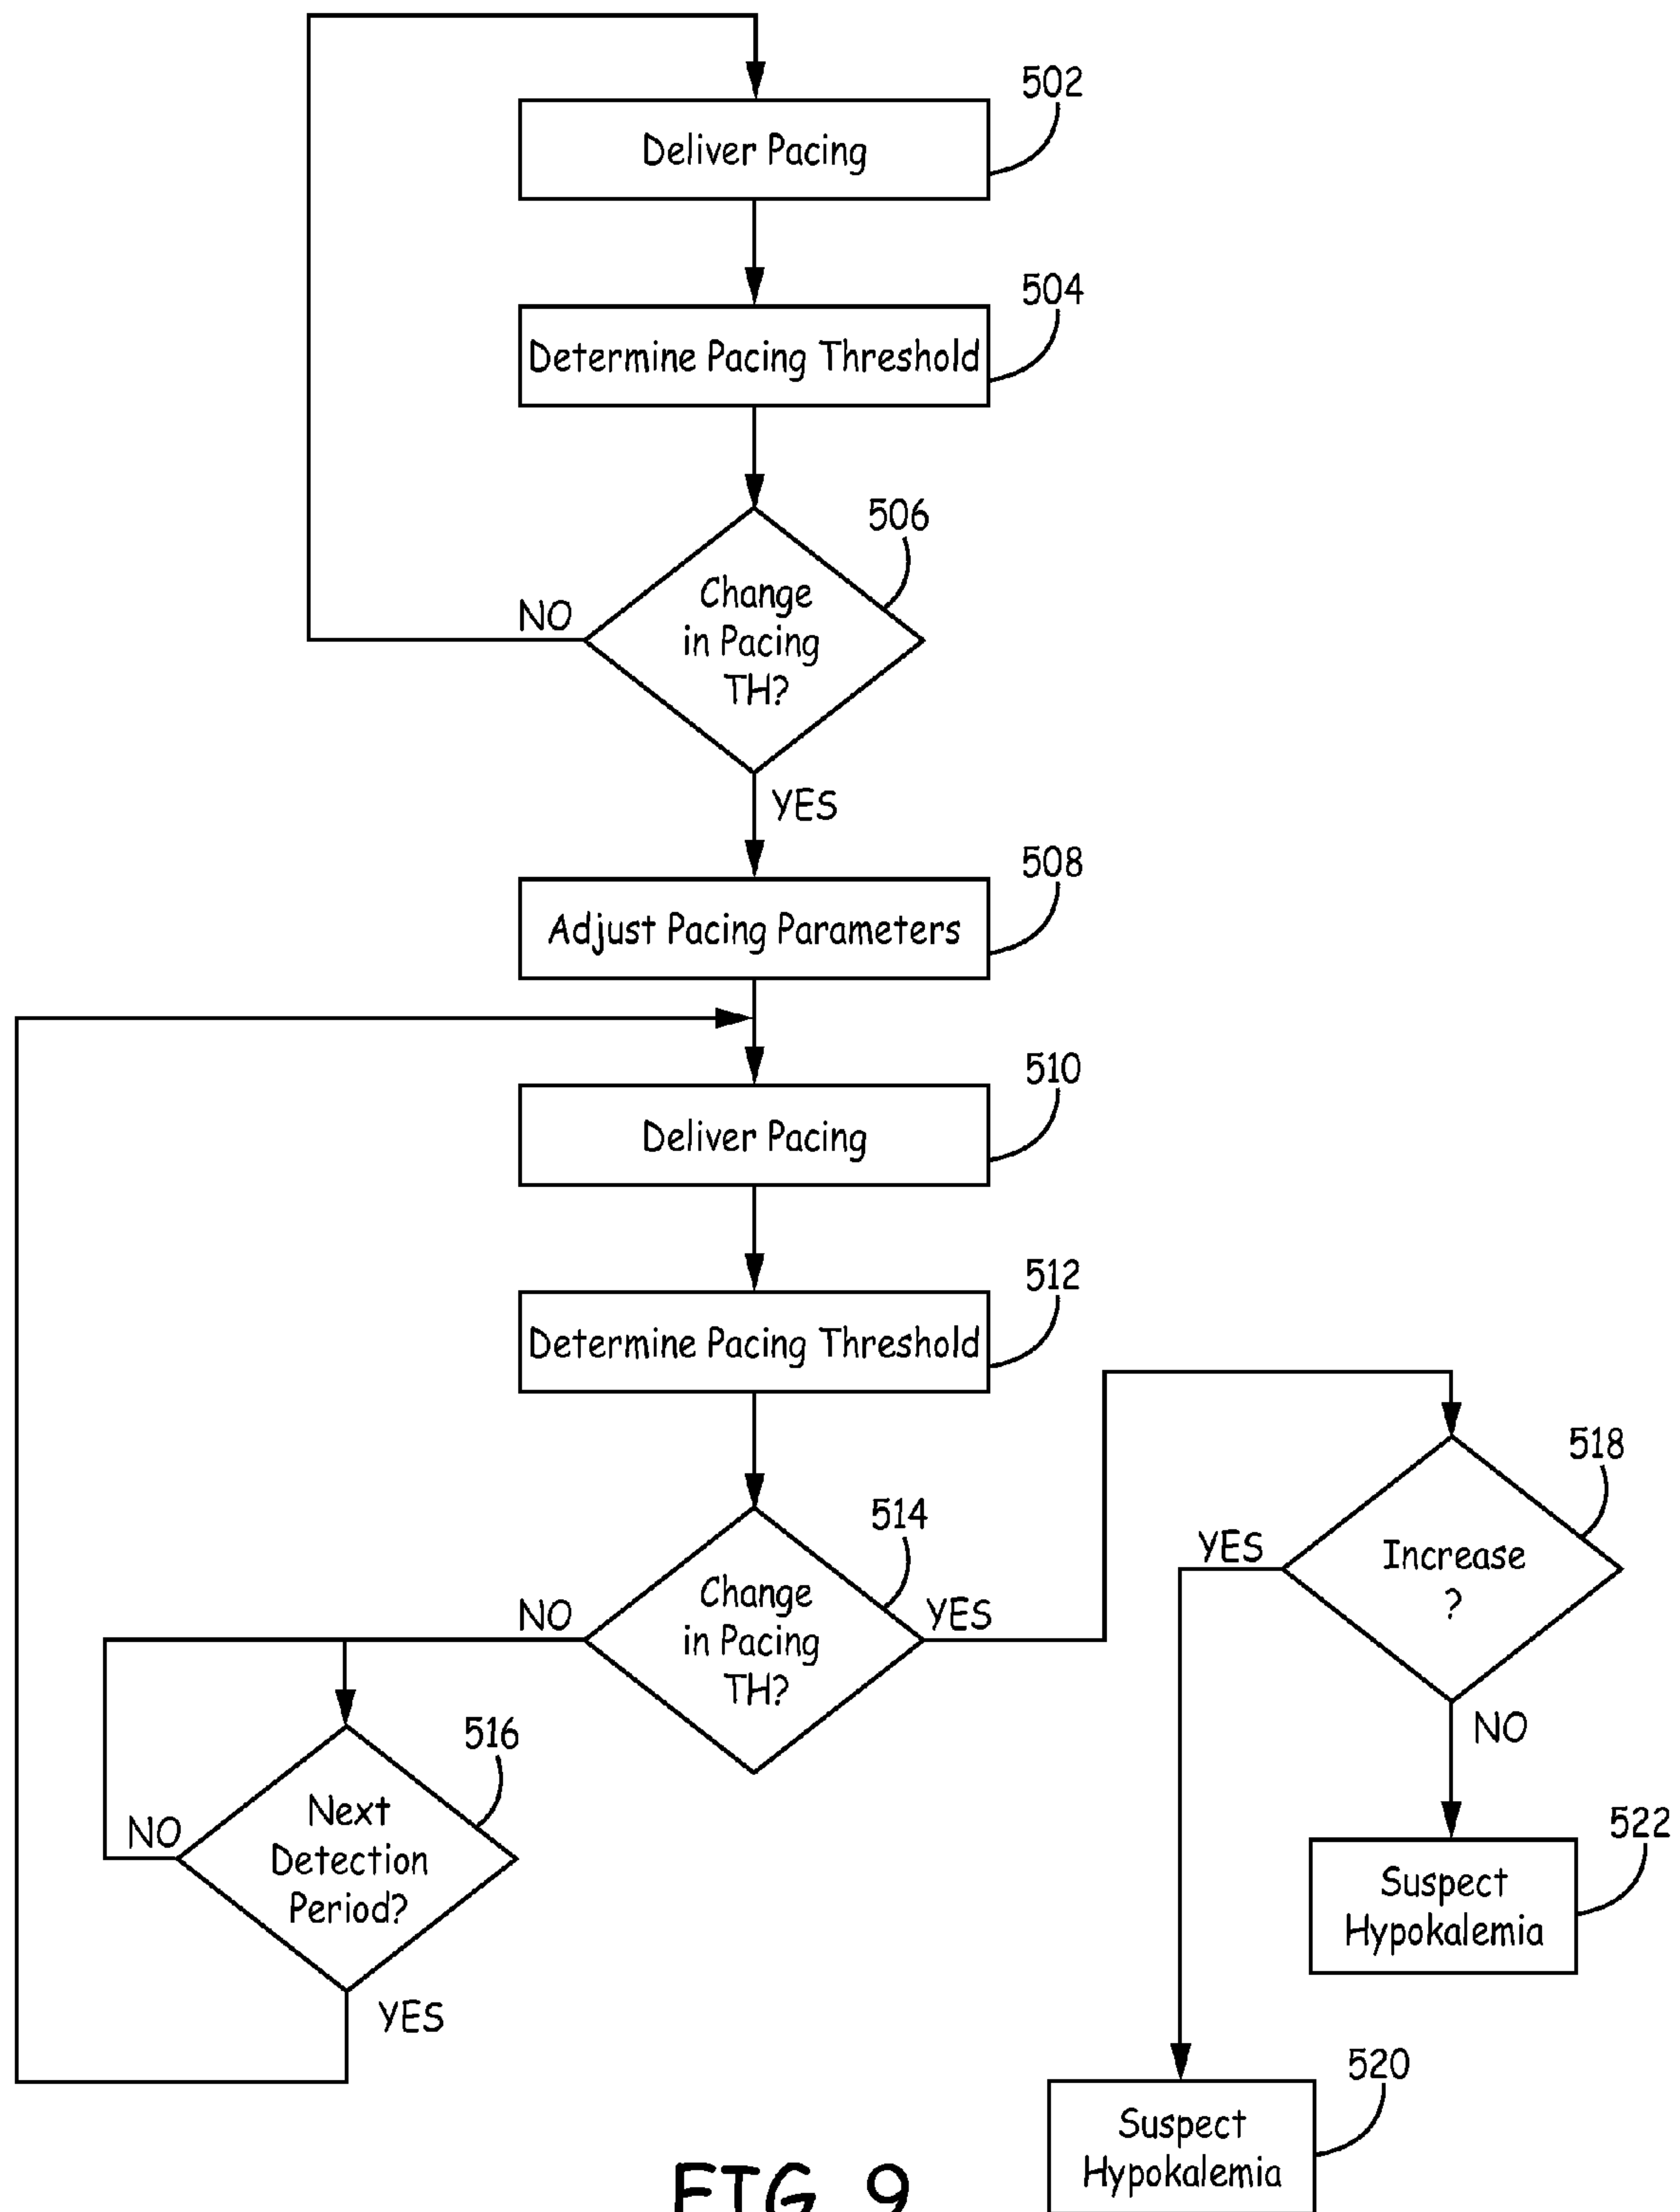 502
Deliver Pacing
504
Determine Pacing Threshold
506
Change
in Pacing
TH?
NO
YES
508
Adjust Pacing Parameters
510
Deliver Pacing
512
Determine Pacing Threshold
514
Change
in Pacing
TH?
NO
YES
518
Increase
?
YES
NO
516
Next
Detection
Period?
NO
YES
522
Suspect
Hypokalemia
520
Suspect
Hypokalemia
FIG. 9